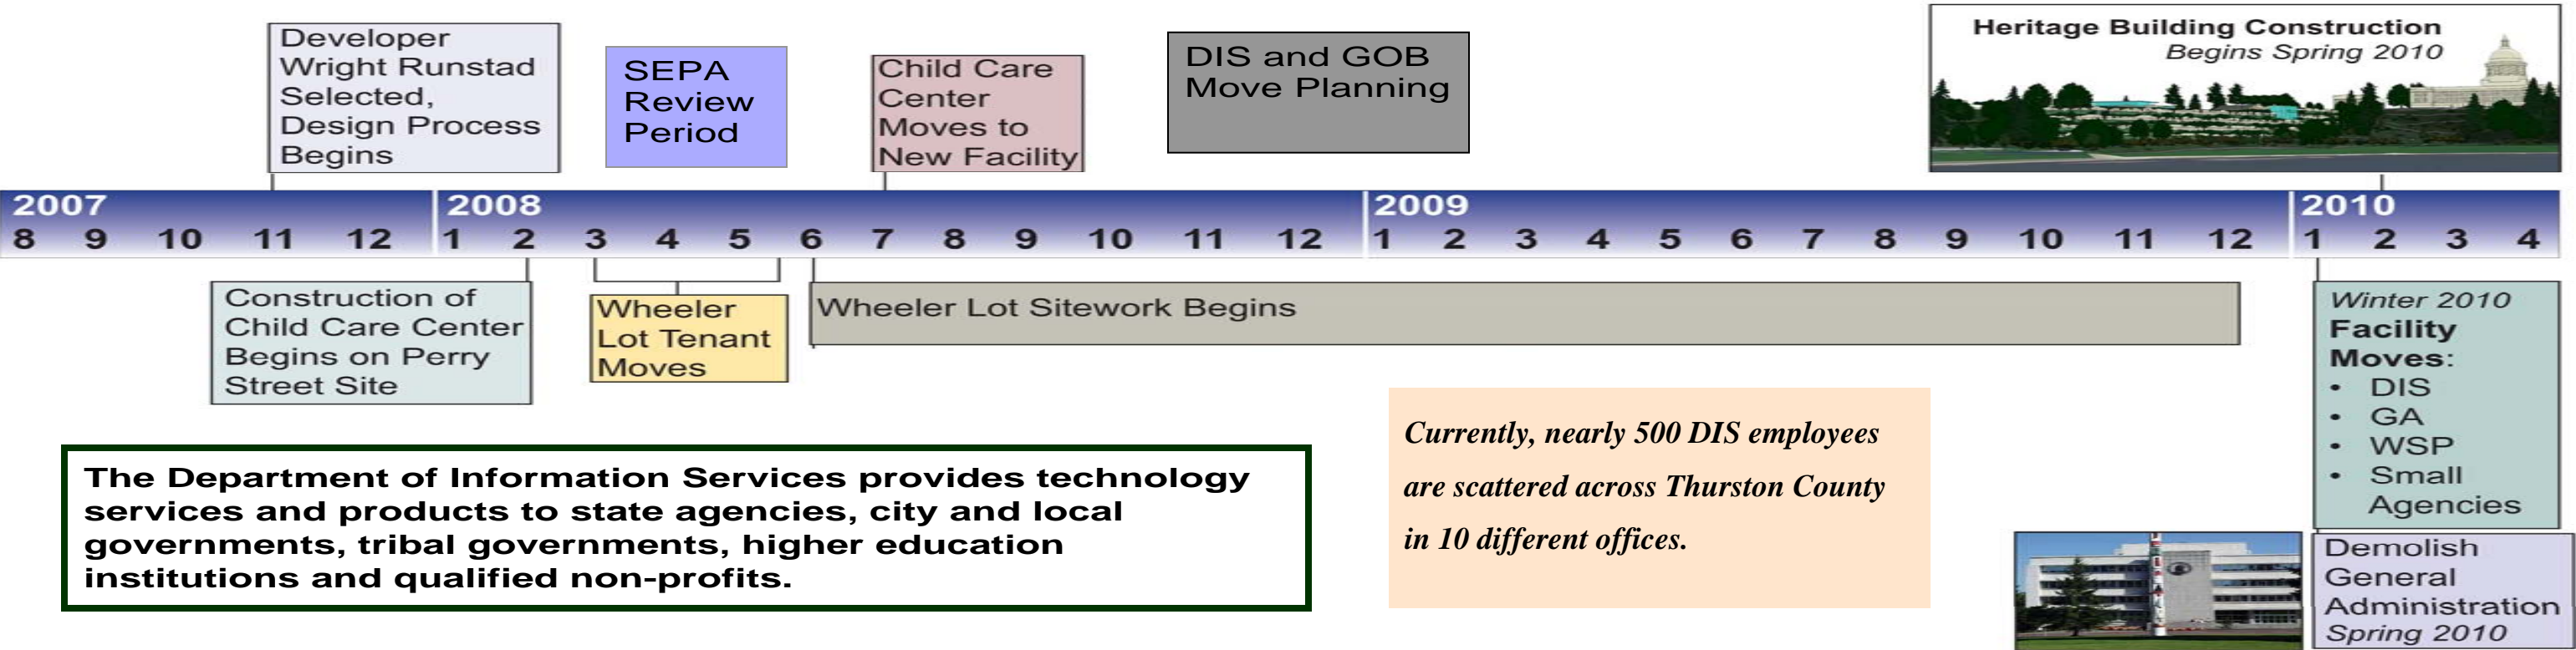 Developer
Wright Runstad
Selected,
Design Process
Begins
SEPA
Review
Period
Child Care
Center
Moves to
New Facility
DIS and GOB
Move Planning
Heritage Building Construction
Begins Spring 2010
2007 2008 2009 2010
8 9 10 11 12 1 2 3 4 5 6 7 8 9 10 11 12 1 2 3 4 5 6 7 8 9 10 11 12 1 2 3 4
Construction of
Child Care Center
Begins on Perry
Street Site
Wheeler
Lot Tenant
Moves
Wheeler Lot Sitework Begins
Winter 2010
Facility
Moves:
• DIS
• GA
• WSP
• Small
Agencies
The Department of Information Services provides technology
services and products to state agencies, city and local
governments, tribal governments, higher education
institutions and qualified non-profits.
Currently, nearly 500 DIS employees
are scattered across Thurston County
in 10 different offices.
Demolish
General
Administration
Spring 2010